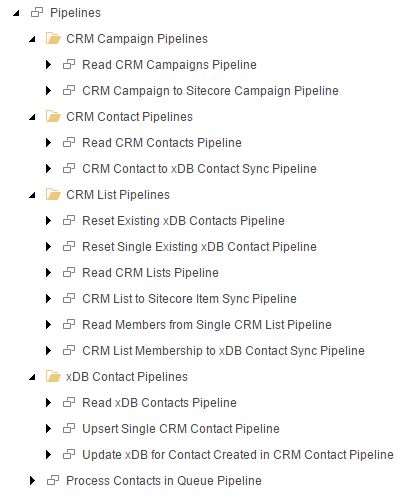 Pipelines
CRM Campaign Pipelines
Read CRM Campaigns Pipeline
CRM Campaign to Sitecore Campaign Pipeline
CRM Contact Pipelines
Read CRM Contacts Pipeline
CRM Contact to xDB Contact Sync Pipeline
CRM List Pipelines
Reset Existing xDB Contacts Pipeline
Reset Single Existing xDB Contact Pipeline
Read CRM Lists Pipeline
CRM List to Sitecore Item Sync Pipeline
Read Members from Single CRM List Pipeline
CRM List Membership to xDB Contact Sync Pipeline
xDB Contact Pipelines
Read xDB Contacts Pipeline
Upsert Single CRM Contact Pipeline
Update xDB for Contact Created in CRM Contact Pipeline
Process Contacts in Queue Pipeline